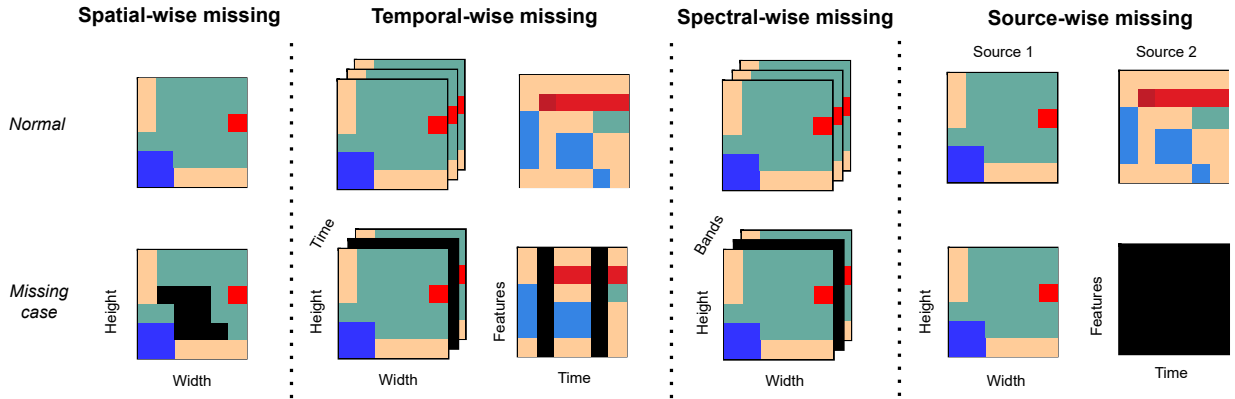 Spatial-wise missing
Temporal-wise missing
Spectral-wise missing
Source-wise missing
Source 1
Source 2
Normal
Time
Bands
Missing
case
Height
Height
Features
Height
Height
Features
Width
Width
Time
Width
Width
Time